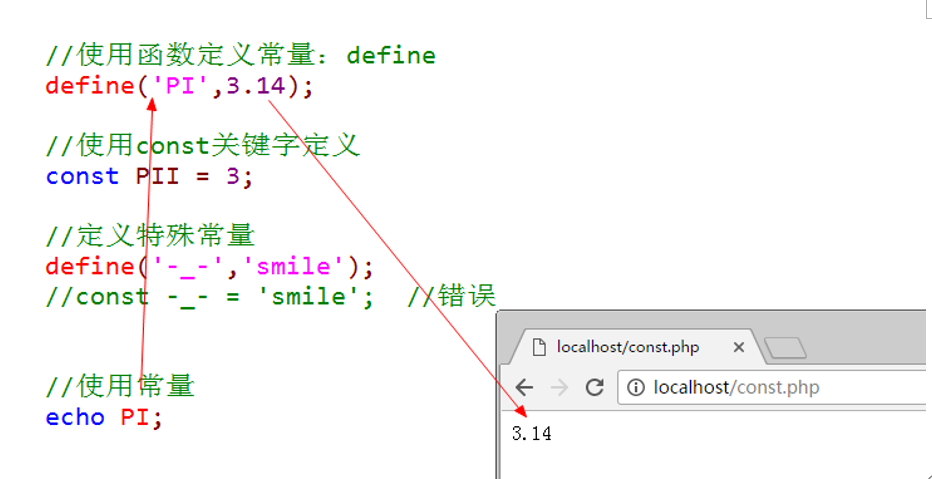 //使用函数定义常量：define
define('PI',3.14);
//使用const关键字定义
const PII = 3;
//定义特殊常量
define('-_-','smile');
//const -_- = 'smile';  //错误
//使用常量
echo PI;
localhost/const.php
localhost/const.php
3.14